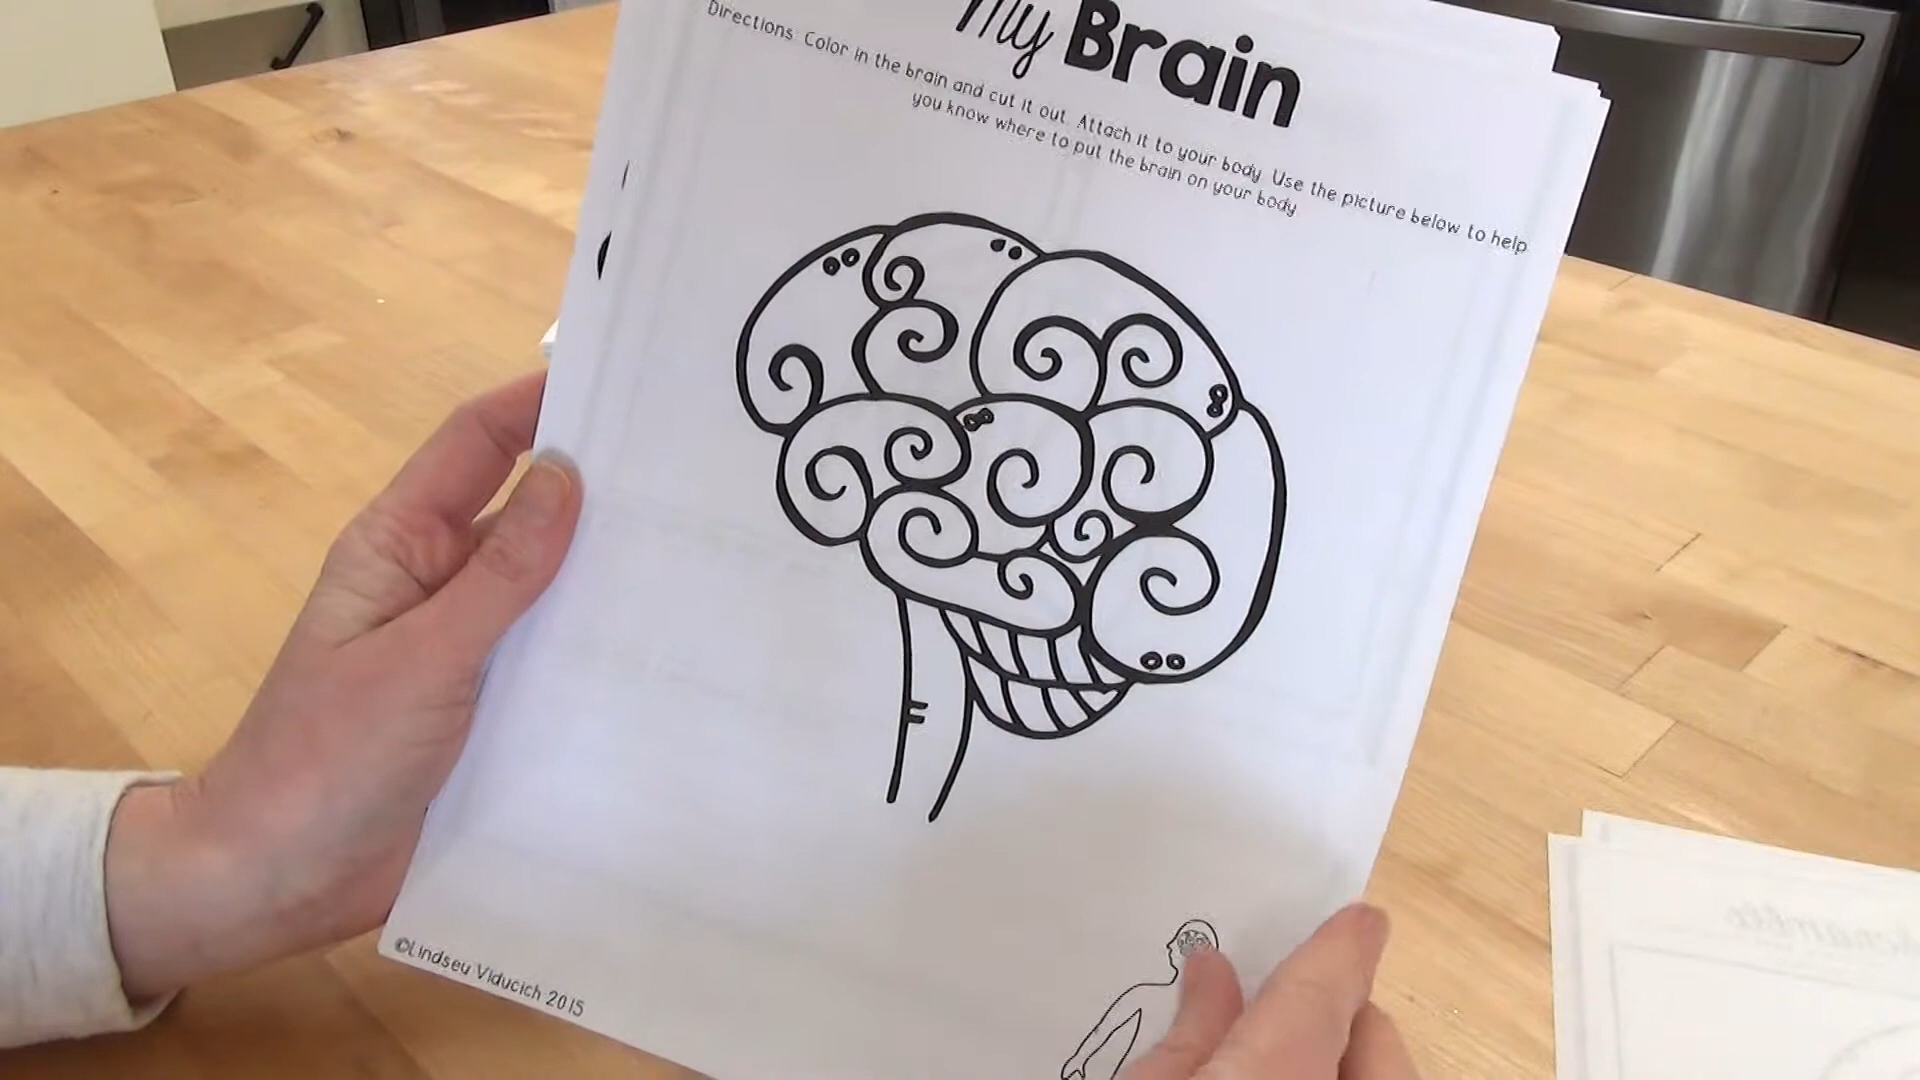 My Brain
Directions: Color in the brain and cut it out. Attach it to your body. Use the picture below to help
you know where to put the brain on your body.
©Lindsey Viducich 2015